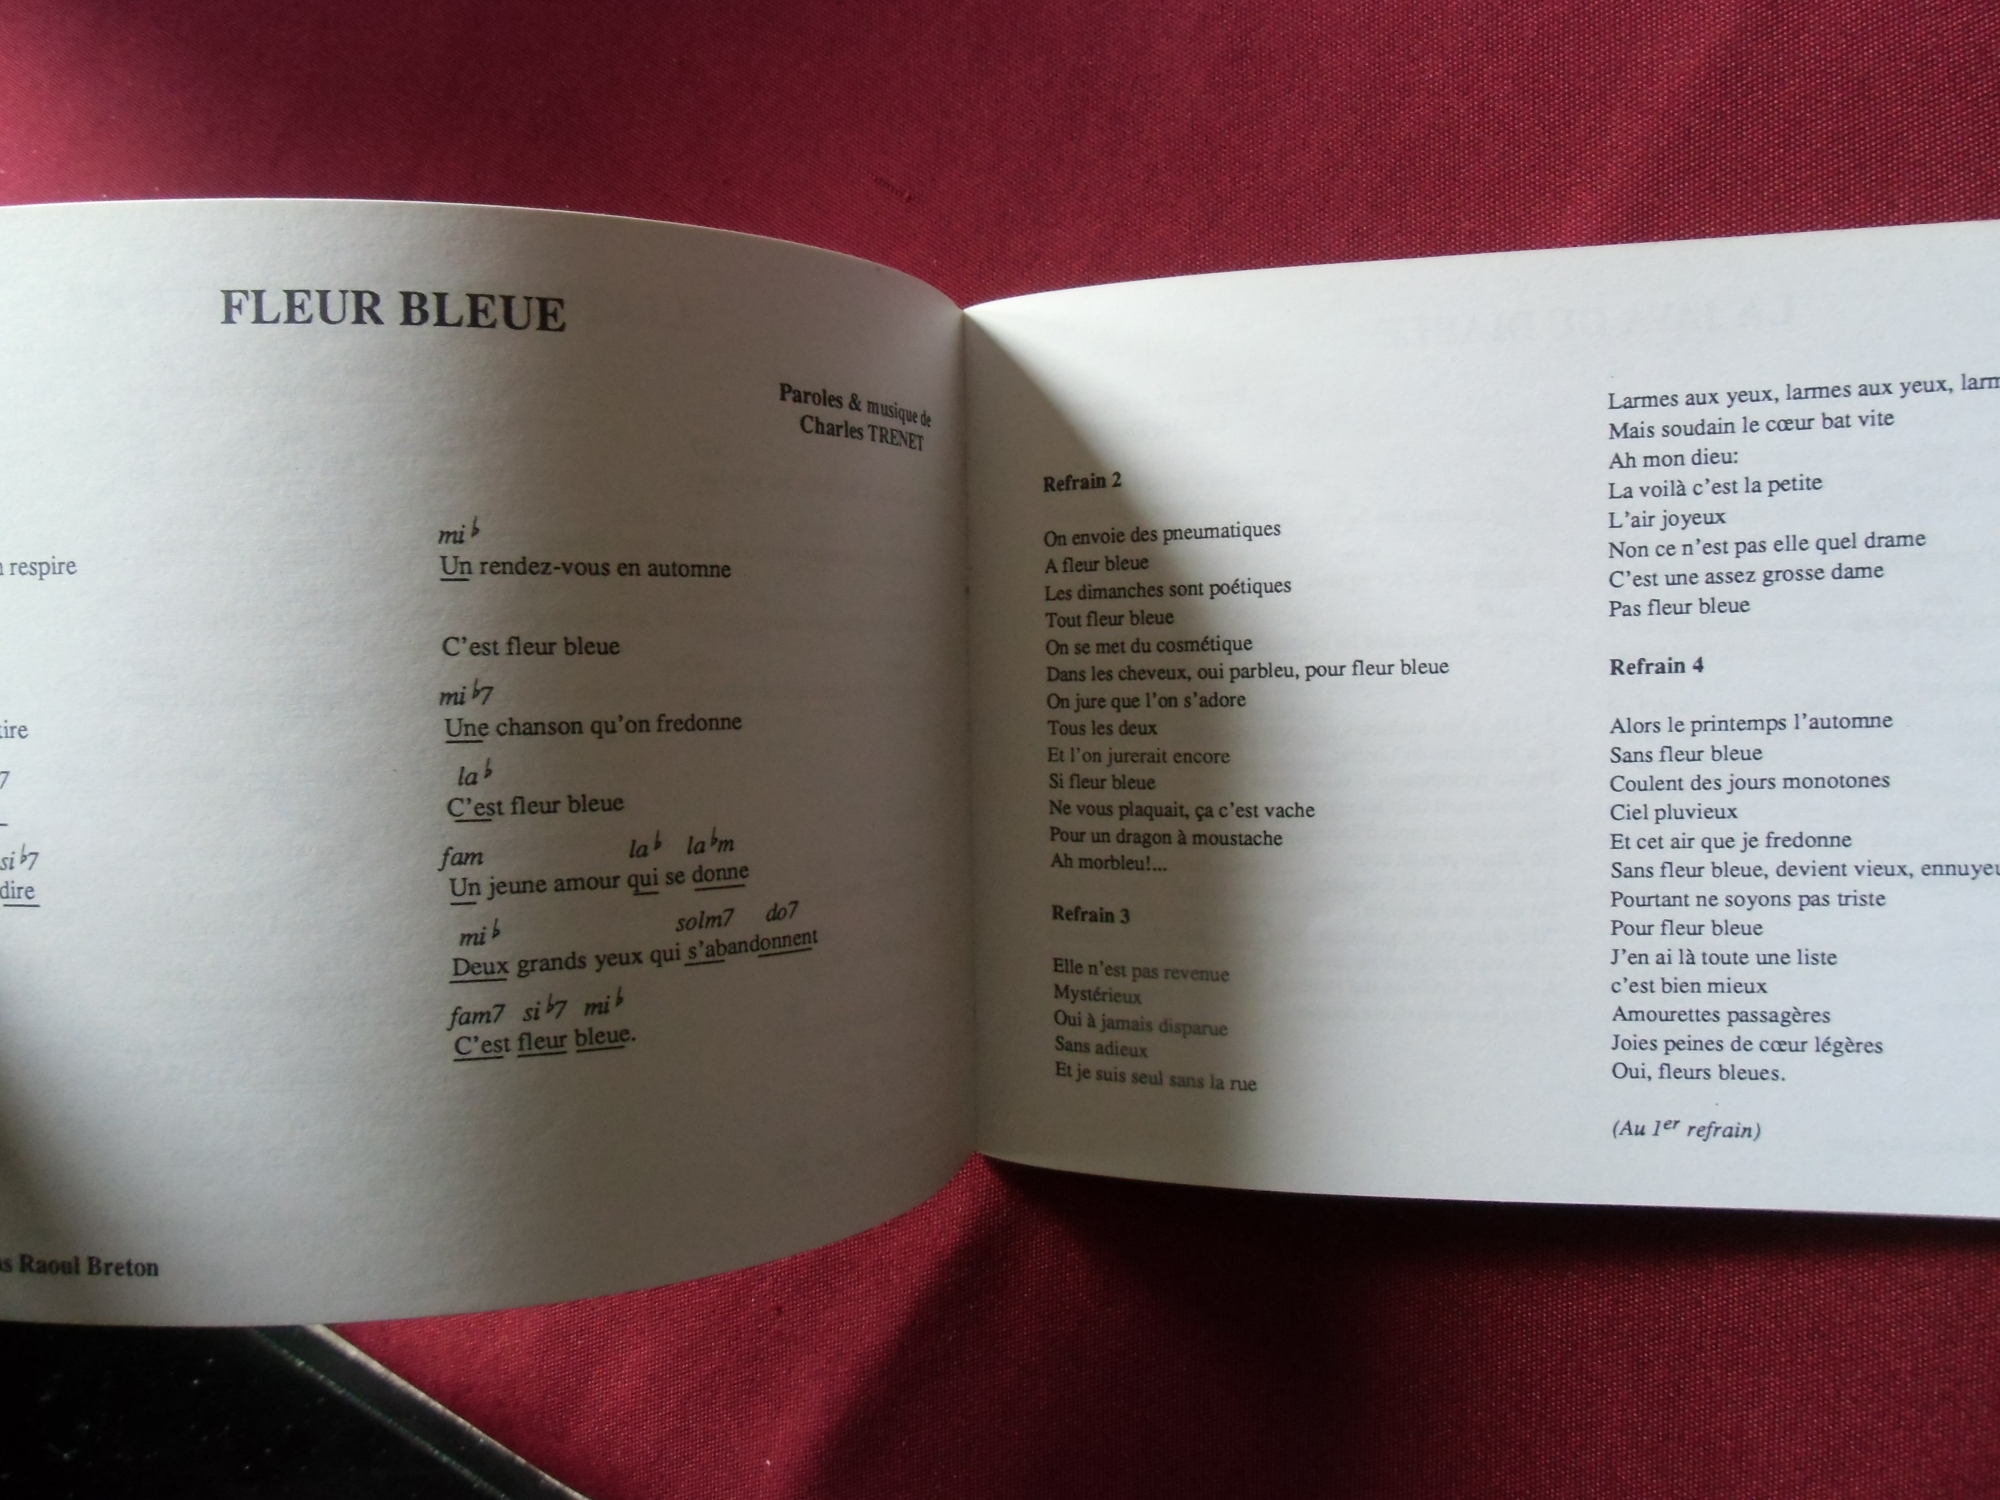 FLEUR BLEUE
Paroles & musique de
Charles TRENET
respire
si♭7
dire
Raoul Breton
mi♭
Un rendez-vous en automne
C'est fleur bleue
mi♭7
Une chanson qu'on fredonne
la♭
C'est fleur bleue
fam la♭ la♭m
Un jeune amour qui se donne
mi♭ solm7 do7
Deux grands yeux qui s'abandonnent
fam7 si♭7 mi♭
C'est fleur bleue.
Refrain 2
On envoie des pneumatiques
A fleur bleue
Les dimanches sont poétiques
Tout fleur bleue
On se met du cosmétique
Dans les cheveux, oui parbleu, pour fleur bleue
On jure que l'on s'adore
Tous les deux
Et l'on jurerait encore
Si fleur bleue
Ne vous plaquait, ça c'est vache
Pour un dragon à moustache
Ah morbleu!...
Refrain 3
Elle n'est pas revenue
Mystérieux
Oui à jamais disparue
Sans adieux
Et je suis seul sans la rue
Larmes aux yeux, larmes aux yeux,
Mais soudain le cœur bat vite
Ah mon dieu:
La voilà c'est la petite
L'air joyeux
Non ce n'est pas elle quel drame
C'est une assez grosse dame
Pas fleur bleue
Refrain 4
Alors le printemps l'automne
Sans fleur bleue
Coulent des jours monotones
Ciel pluvieux
Et cet air que je fredonne
Sans fleur bleue, devient vieux,
Pourtant ne soyons pas triste
Pour fleur bleue
J'en ai là toute une liste
c'est bien mieux
Amourettes passagères
Joies peines de cœur légères
Oui, fleurs bleues.
(Au 1er refrain)